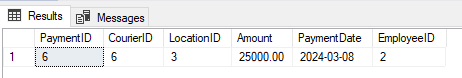 Results Messages
PaymentID CourierID LocationID Amount PaymentDate EmployeeID
1 6 6 3 25000.00 2024-03-08 2